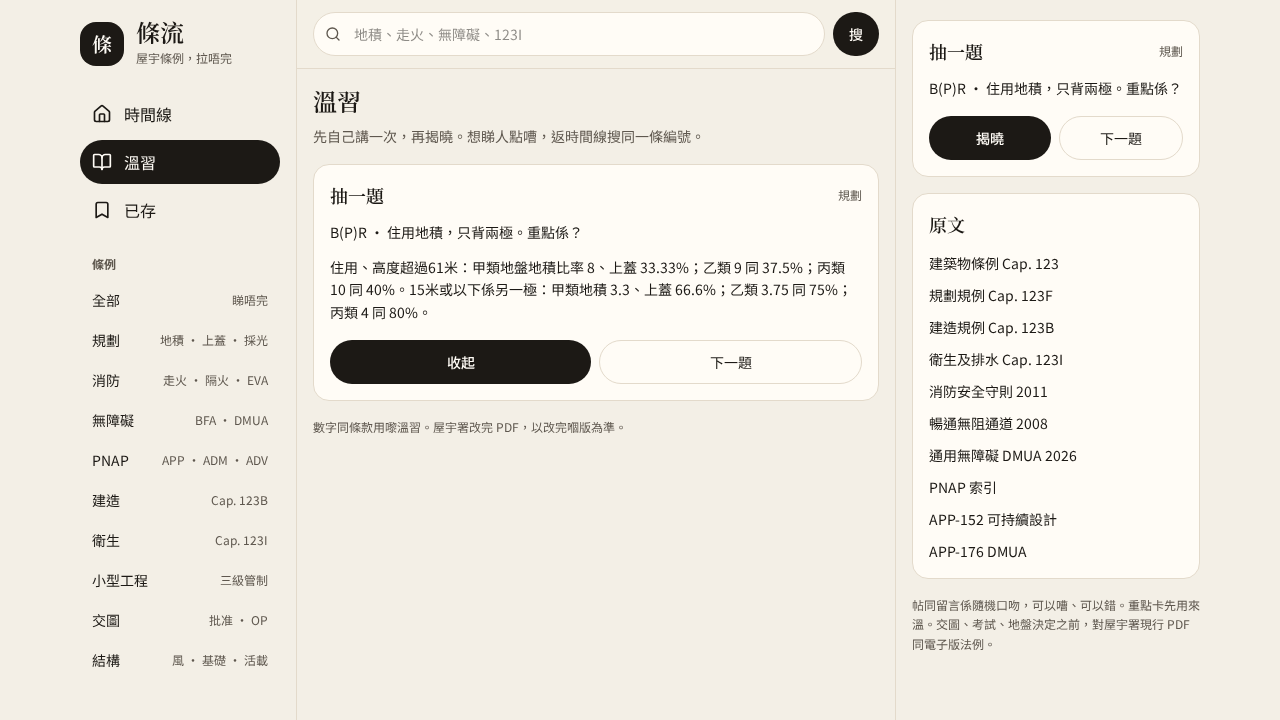 條
條流
屋宇條例，拉唔完
時間線
溫習
已存
條例
全部 睇唔完
規劃 地積 · 上蓋 · 採光
消防 走火 · 隔火 · EVA
無障礙 BFA · DMUA
PNAP APP · ADM · ADV
建造 Cap. 123B
衛生 Cap. 123I
小型工程 三級管制
交圖 批准 · OP
結構 風 · 基礎 · 活載
地積、走火、無障礙、123I
搜
溫習
先自己講一次，再揭曉。想睇人點嘈，返時間線搜同一條編號。
抽一題 規劃
B(P)R · 住用地積，只背兩極。重點係？
住用、高度超過61米：甲類地盤地積比率 8、上蓋 33.33%；乙類 9 同 37.5%；丙類
10 同 40%。15米或以下係另一極：甲類地積 3.3、上蓋 66.6%；乙類 3.75 同 75%；
丙類 4 同 80%。
收起 下一題
數字同條款用嚟溫習。屋宇署改完 PDF，以改完嗰版為準。
抽一題 規劃
B(P)R · 住用地積，只背兩極。重點係？
揭曉 下一題
原文
建築物條例 Cap. 123
規劃規例 Cap. 123F
建造規例 Cap. 123B
衛生及排水 Cap. 123I
消防安全守則 2011
暢通無阻通道 2008
通用無障礙 DMUA 2026
PNAP 索引
APP-152 可持續設計
APP-176 DMUA
帖同留言係隨機口吻，可以嘈、可以錯。重點卡先用來
溫。交圖、考試、地盤決定之前，對屋宇署現行 PDF
同電子版法例。